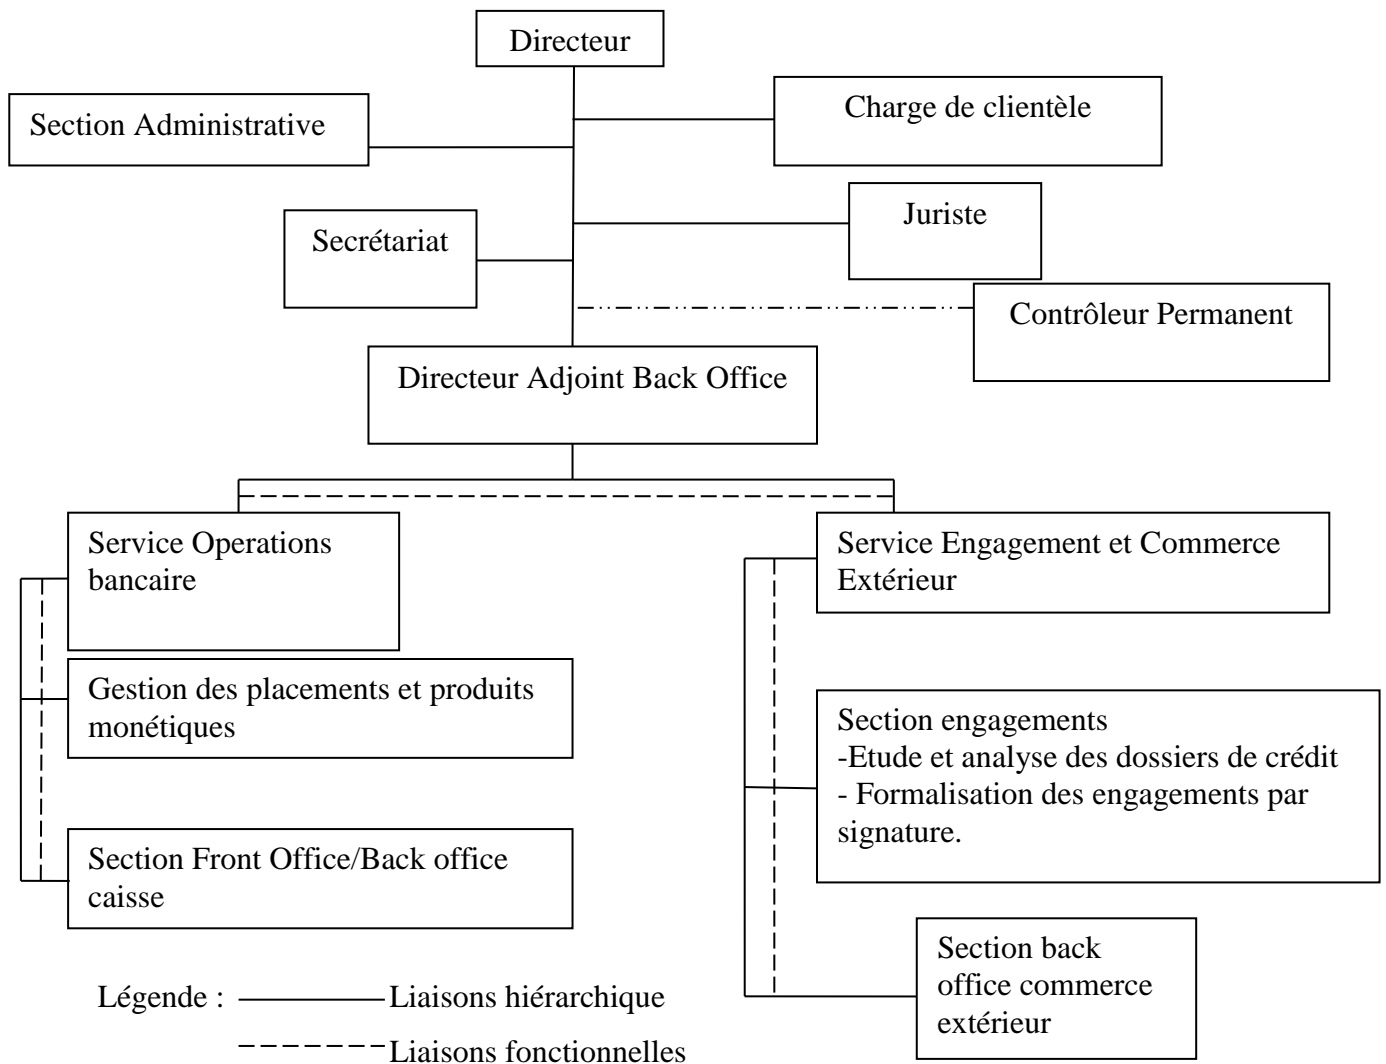 Directeur
Charge de clientèle
Section Administrative
Juriste
Secrétariat
Contrôleur Permanent
Directeur Adjoint Back Office
Service Operations
bancaire
Service Engagement et Commerce
Extérieur
Gestion des placements et produits
monétiques
Section engagements
-Etude et analyse des dossiers de crédit
- Formalisation des engagements par
signature.
Section Front Office/Back office
caisse
Section back
office commerce
extérieur
Légende : Liaisons hiérarchique
Liaisons fonctionnelles